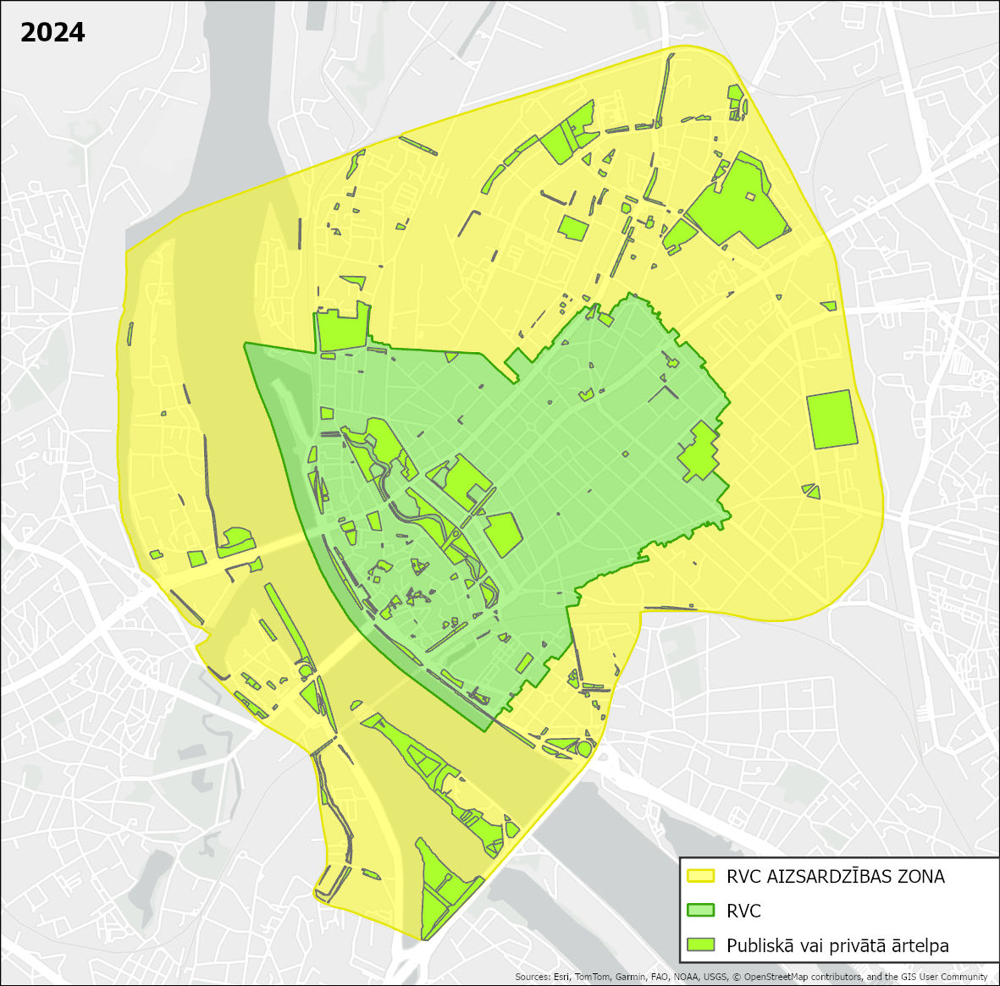 2024
RVC AIZSARDZĪBAS ZONA
RVC
Publiskā vai privātā ārtelpa
Sources: Esri, TomTom, Garmin, FAO, NOAA, USGS, © OpenStreetMap contributors, and the GIS User Community